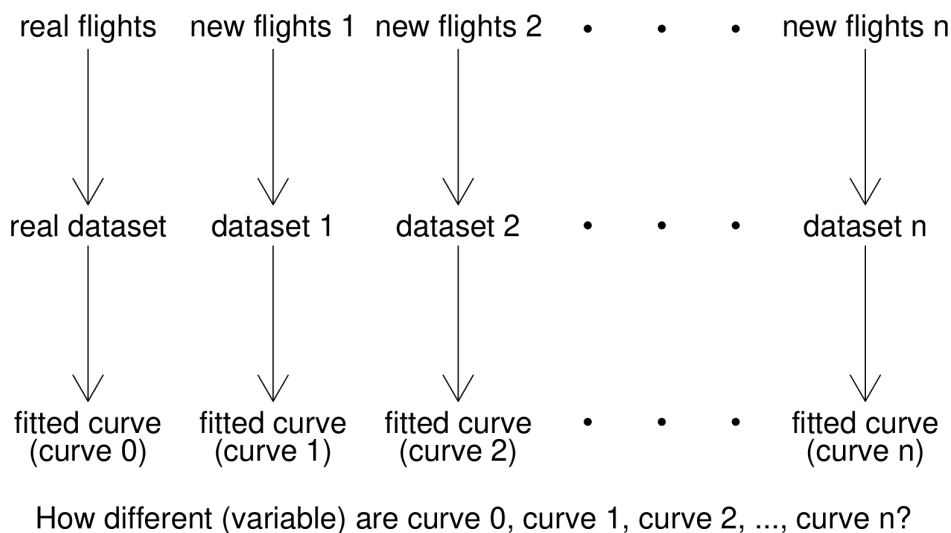 real flights new flights 1 new flights 2 • • • new flights n
real dataset dataset 1 dataset 2 • • • dataset n
fitted curve fitted curve fitted curve • • • fitted curve
(curve 0) (curve 1) (curve 2) (curve n)
How different (variable) are curve 0, curve 1, curve 2, ..., curve n?